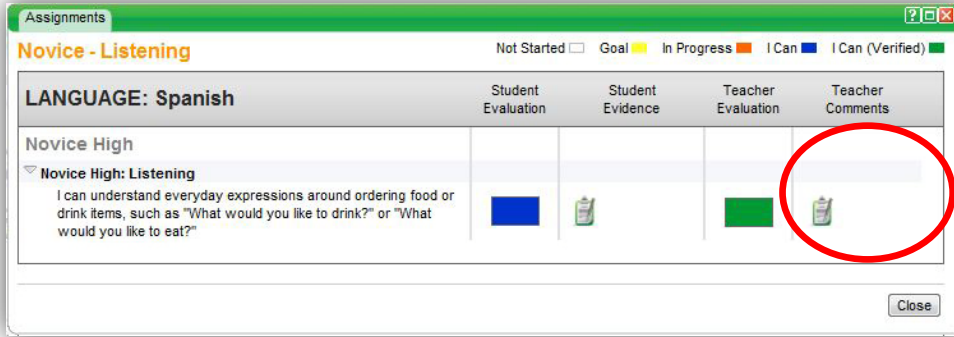 Assignments
Novice - Listening
Not Started Goal In Progress I Can I Can (Verified)
LANGUAGE: Spanish
Student Evaluation
Student Evidence
Teacher Evaluation
Teacher Comments
Novice High
Novice High: Listening
I can understand everyday expressions around ordering food or
drink items, such as "What would you like to drink?" or "What
would you like to eat?"
Close